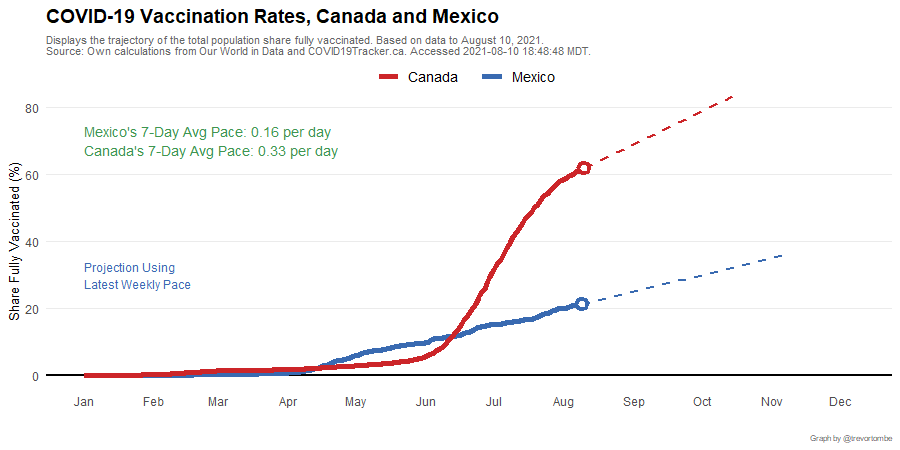 COVID-19 Vaccination Rates, Canada and Mexico
Displays the trajectory of the total population share fully vaccinated. Based on data to August 10, 2021.
Source: Own calculations from Our World in Data and COVID19Tracker.ca. Accessed 2021-08-10 18:48:48 MDT.
Canada Mexico
80
Mexico's 7-Day Avg Pace: 0.16 per day
Canada's 7-Day Avg Pace: 0.33 per day
60
Share Fully Vaccinated (%)
40
Projection Using
Latest Weekly Pace
20
0
Jan Feb Mar Apr May Jun Jul Aug Sep Oct Nov Dec
Graph by @trevortombe